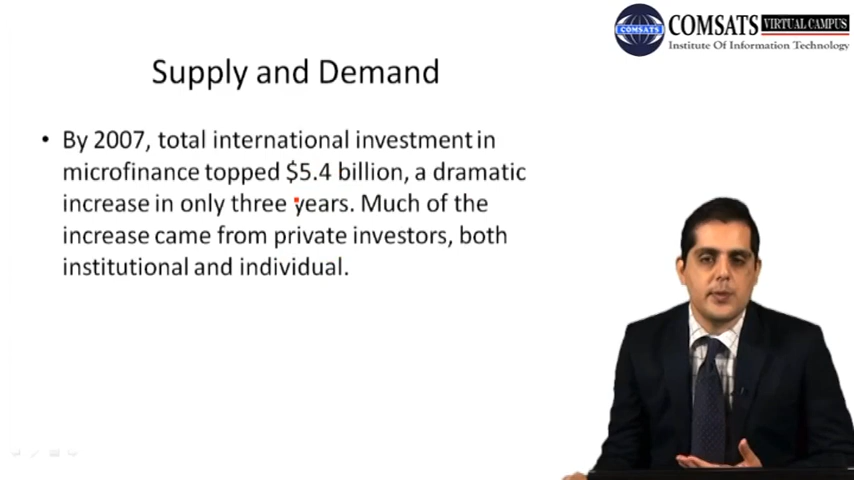 COMSATS VIRTUAL CAMPUS
COMSATS
Institute Of Information Technology
Supply and Demand
• By 2007, total international investment in
microfinance topped $5.4 billion, a dramatic
increase in only three years. Much of the
increase came from private investors, both
institutional and individual.